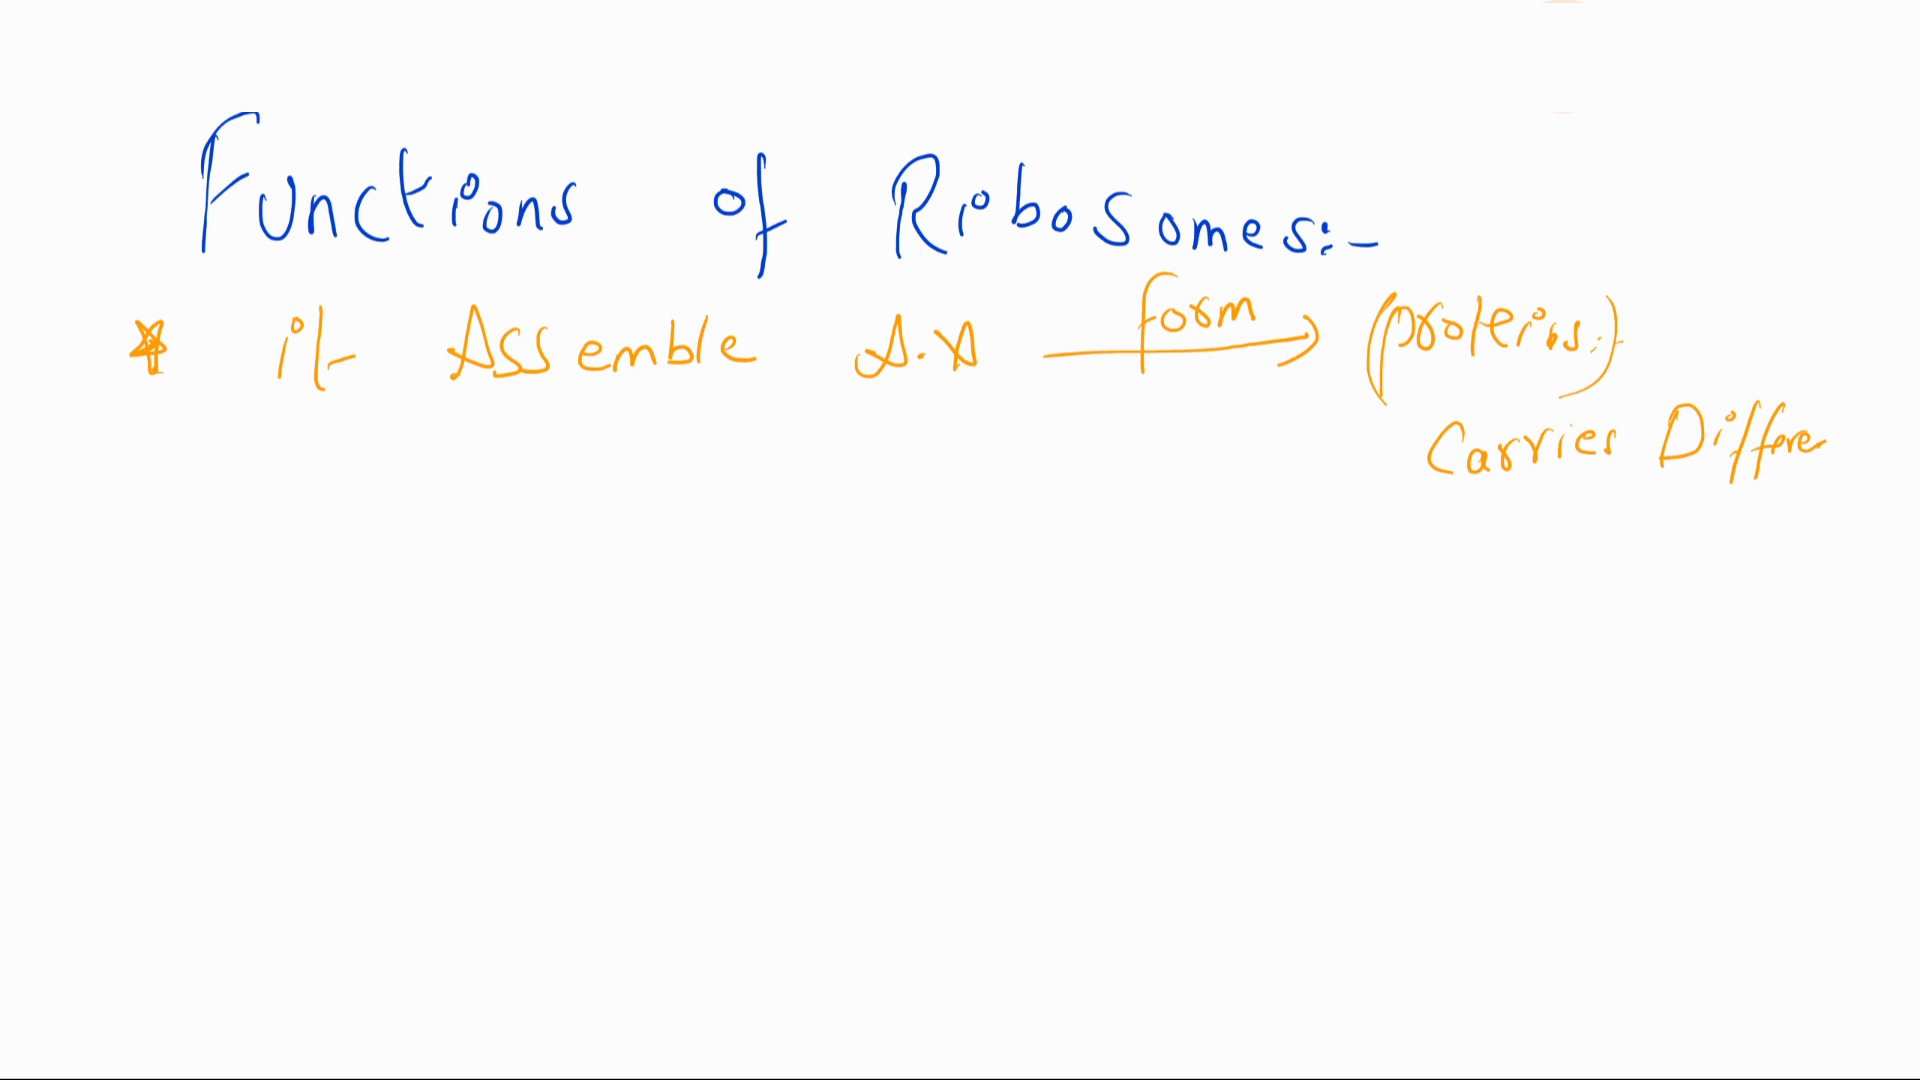 Functions of Ribosomes:-
* it Assemble A.A form → (proteins.)
Carries Differe